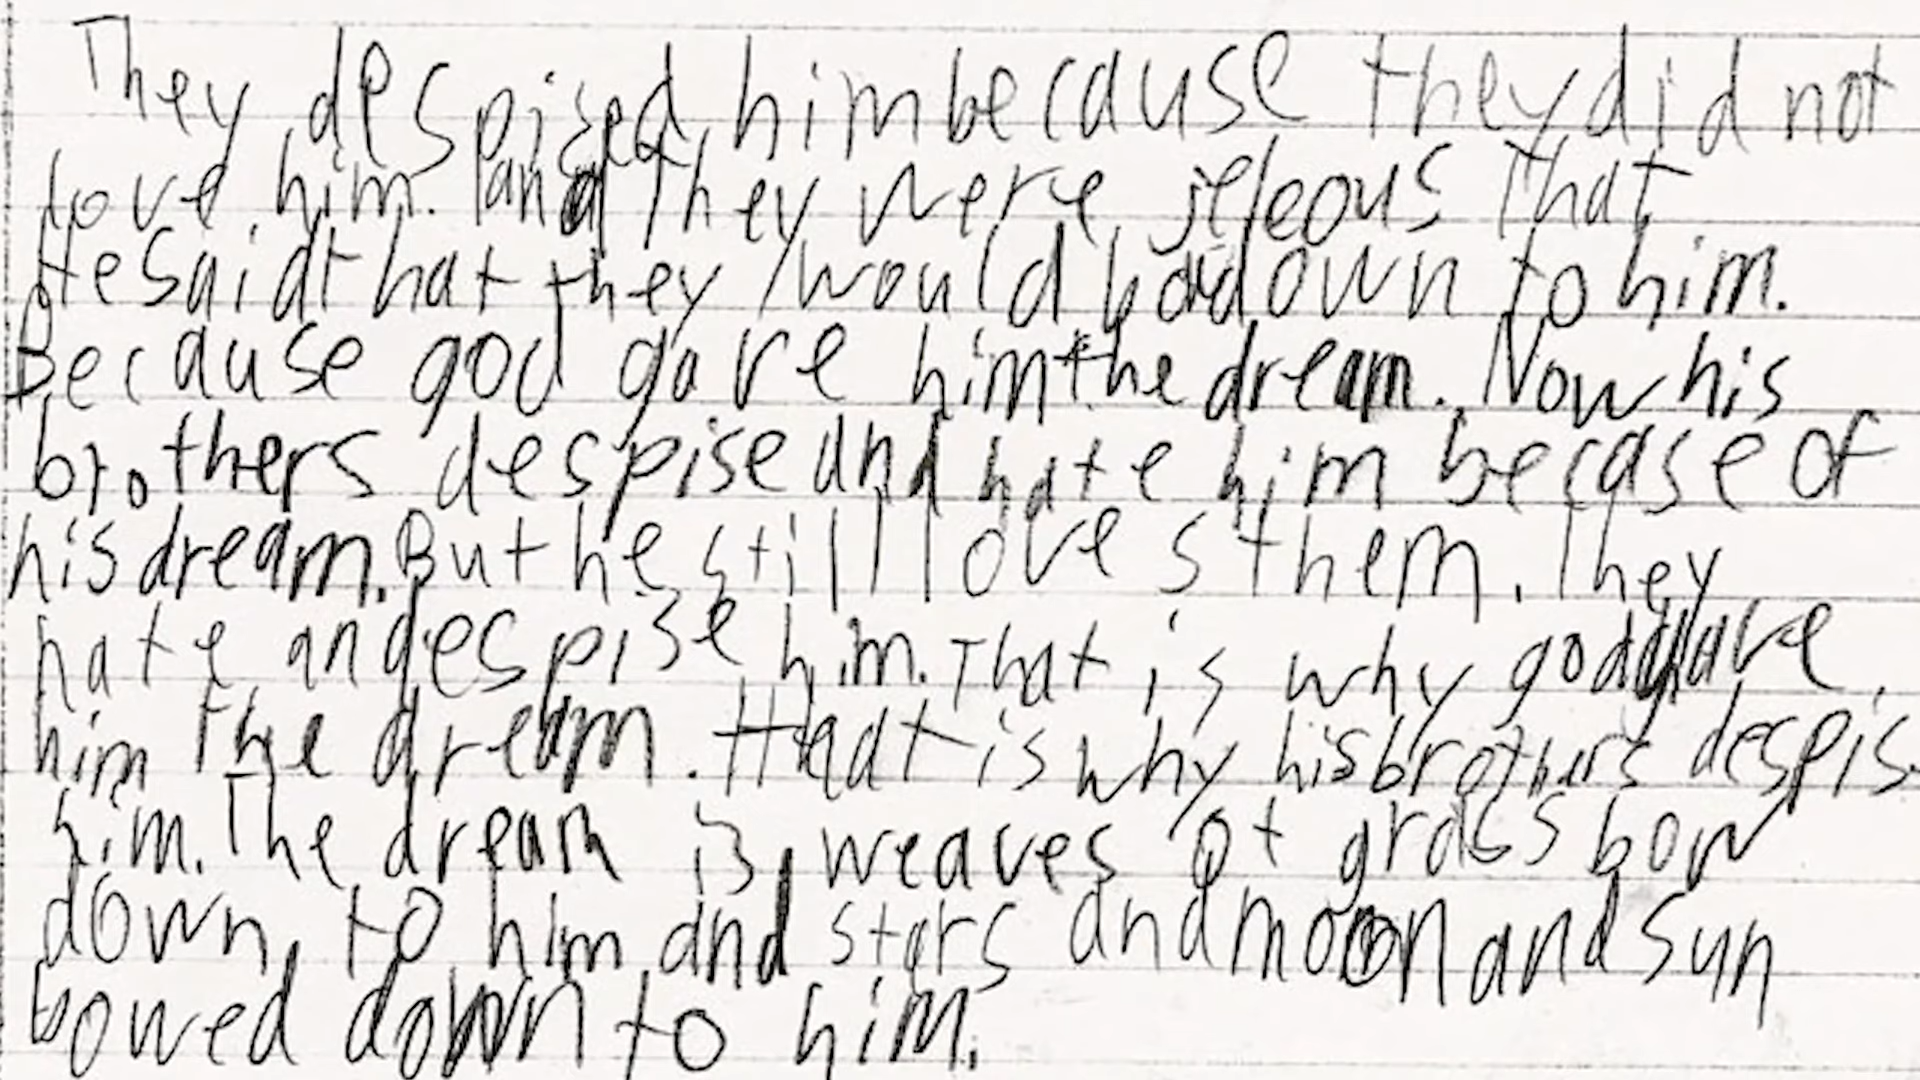 They despised him because they did not
love him. and they were jeleous that
He said that they would down to him.
Because god gave him the dream. Now his
brothers despise and hate him becase of
his dream. But he still loves them. They
hate an despise him. That is why god gave
him the dream. That is why his brothers despis
him. The dream is weaves of grass bow
down to him and stars and moon and sun
bowed down to him.